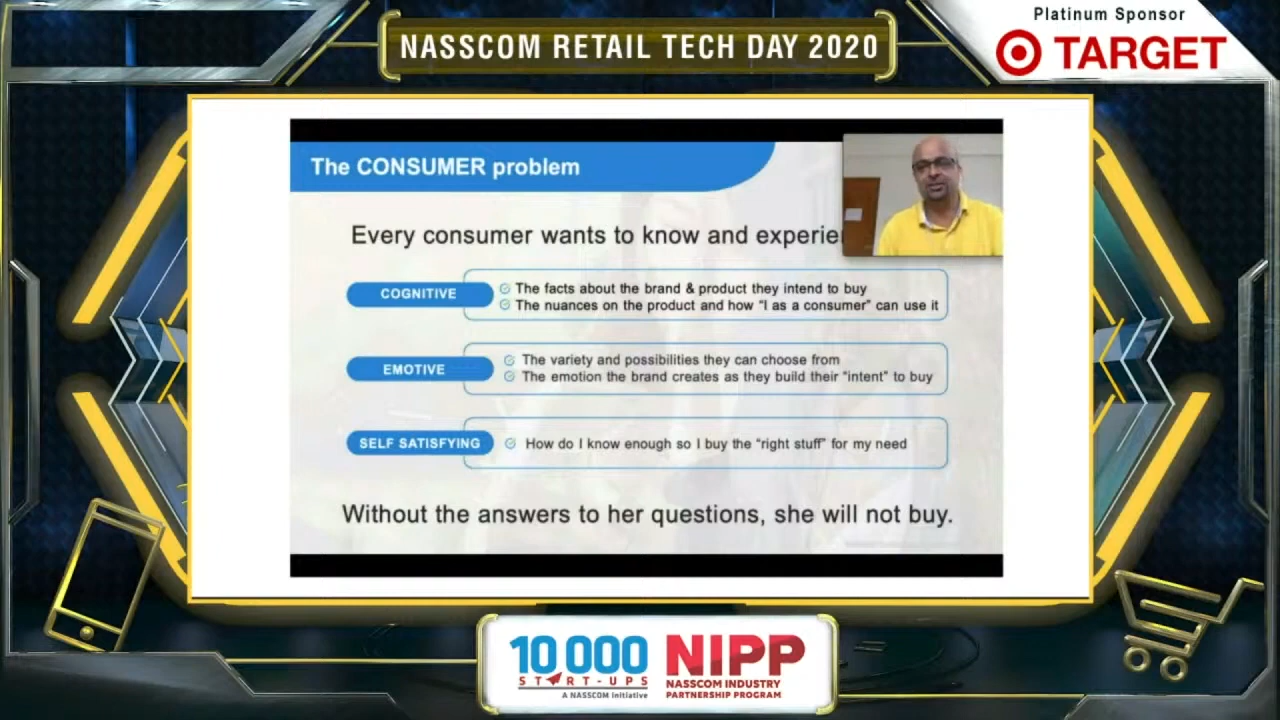 Platinum Sponsor
TARGET
NASSCOM RETAIL TECH DAY 2020
The CONSUMER problem
Every consumer wants to know and
COGNITIVE
The facts about the brand & product they intend to buy
The nuances on the product and how “I as a consumer” can use it
EMOTIVE
The variety and possibilities they can choose from
The emotion the brand creates as they build their “intent” to buy
SELF SATISFYING
How do I know enough so I buy the “right stuff” for my need
Without the answers to her questions, she will not buy.
10 000
START-UPS
A NASSCOM initiative
NIPP
NASSCOM INDUSTRY
PARTNERSHIP PROGRAM